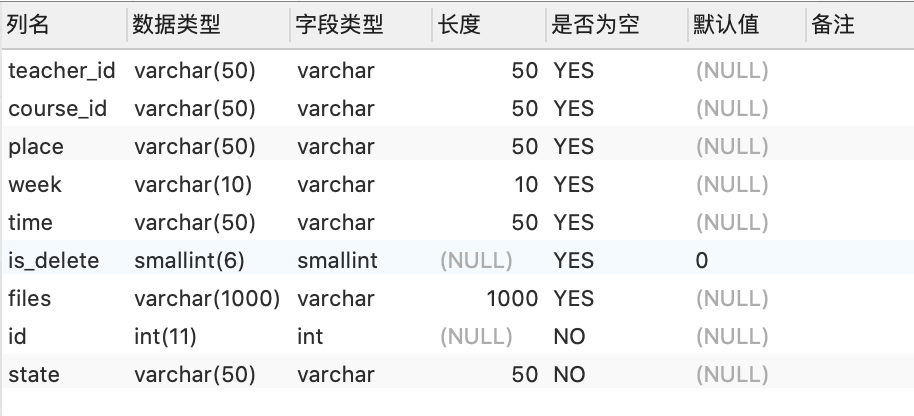 列名 数据类型 字段类型 长度 是否为空 默认值 备注
teacher_id varchar(50) varchar 50 YES (NULL)
course_id varchar(50) varchar 50 YES (NULL)
place varchar(50) varchar 50 YES (NULL)
week varchar(10) varchar 10 YES (NULL)
time varchar(50) varchar 50 YES (NULL)
is_delete smallint(6) smallint (NULL) YES 0
files varchar(1000) varchar 1000 YES (NULL)
id int(11) int (NULL) NO (NULL)
state varchar(50) varchar 50 NO (NULL)